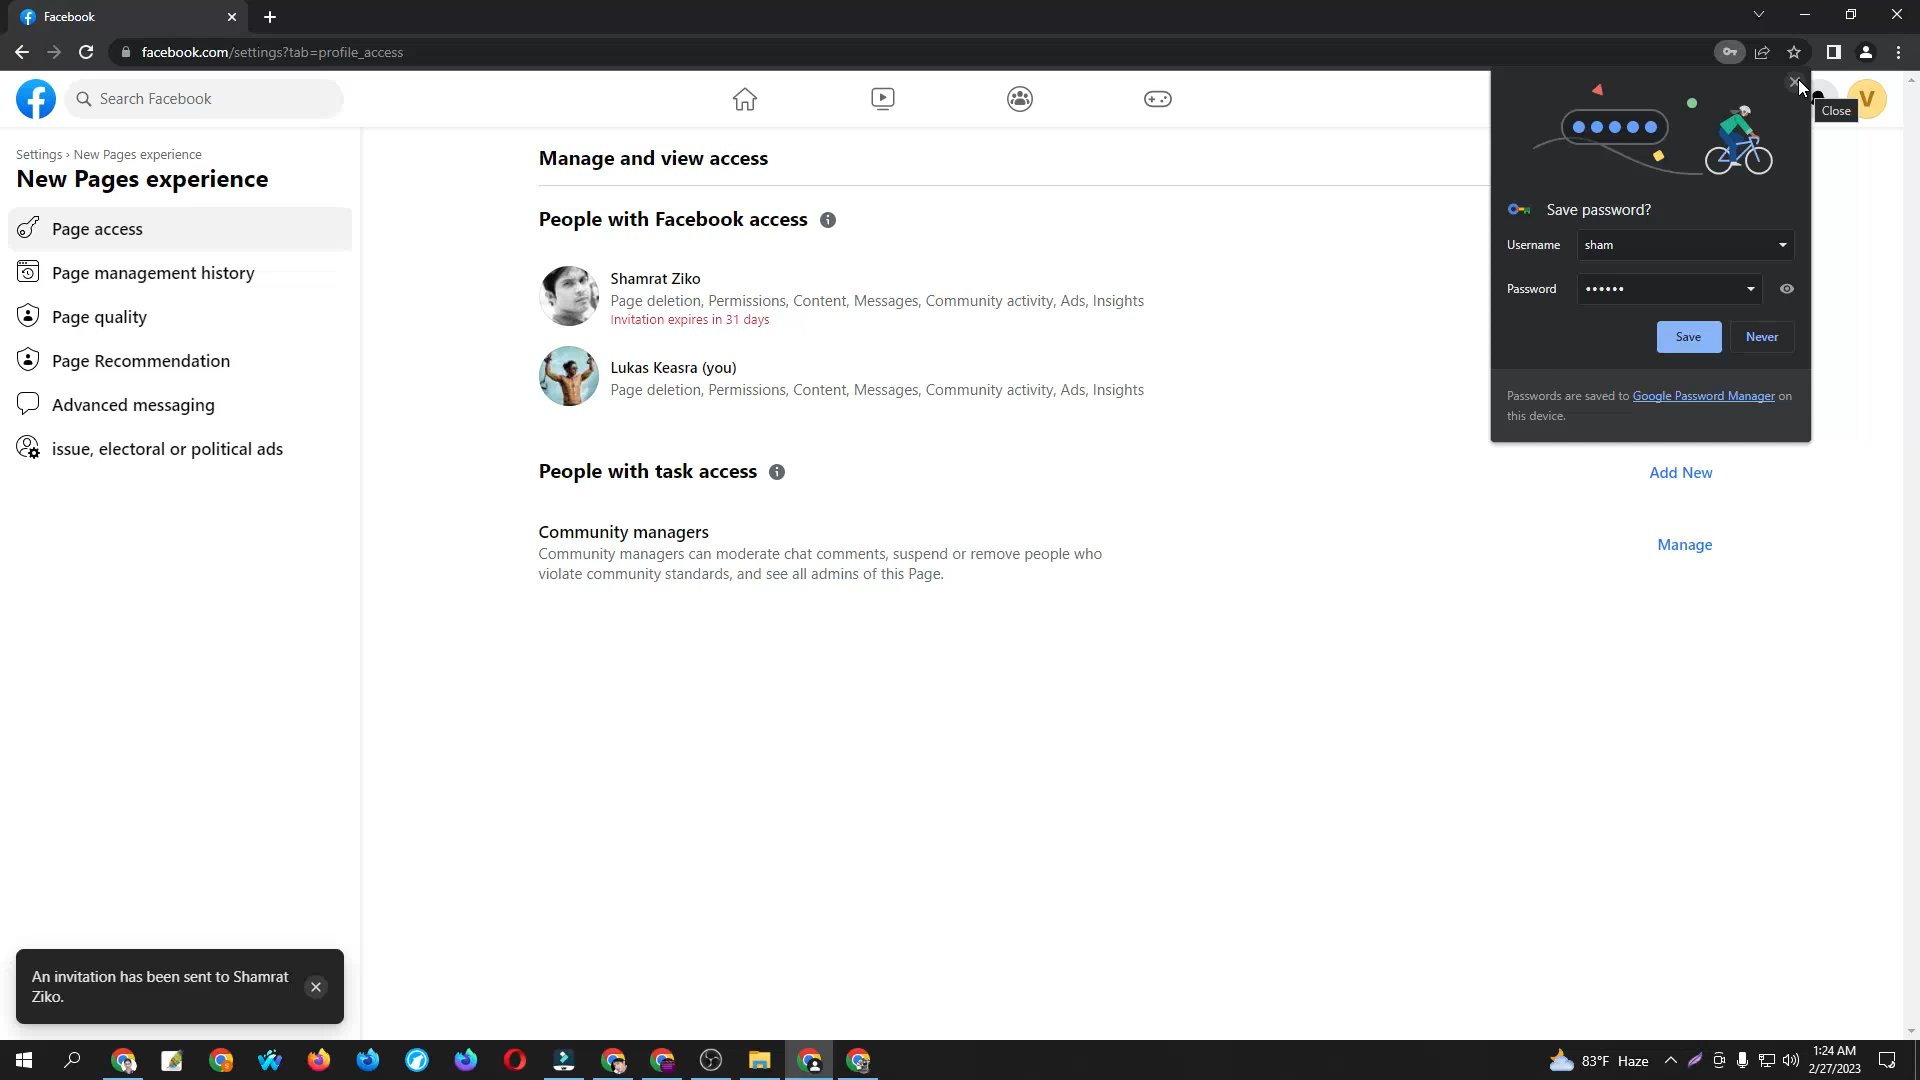 Facebook
facebook.com/settings?tab=profile_access
Search Facebook
V
Close
Settings › New Pages experience
New Pages experience
Page access
Page management history
Page quality
Page Recommendation
Advanced messaging
issue, electoral or political ads
Manage and view access
People with Facebook access
Shamrat Ziko
Page deletion, Permissions, Content, Messages, Community activity, Ads, Insights
Invitation expires in 31 days
Lukas Keasra (you)
Page deletion, Permissions, Content, Messages, Community activity, Ads, Insights
People with task access
Add New
Community managers
Community managers can moderate chat comments, suspend or remove people who
violate community standards, and see all admins of this Page.
Manage
Save password?
Username sham
Password ••••••
Save Never
Passwords are saved to Google Password Manager on
this device.
An invitation has been sent to Shamrat
Ziko.
83°F Haze
1:24 AM
2/27/2023